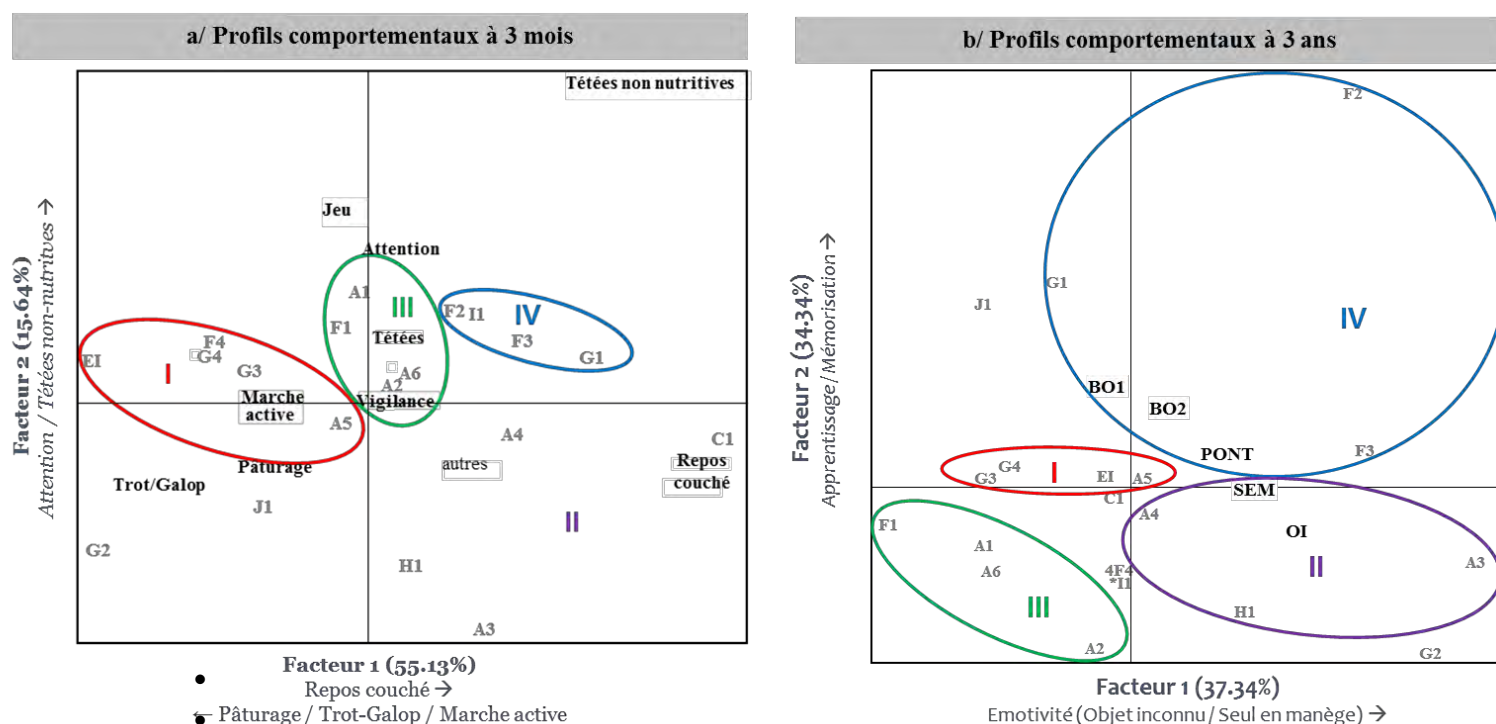 a/ Profils comportementaux à 3 mois
Tétées non nutritives
Jeu
Attention
A1
III
F2
I1
IV
F1
Tétées
F3
F4
G4
EI
I
G3
G1
A6
A2
Marche
active
Vigilance
A5
A4
C1
Pâturage
autres
Repos
couché
Trot/Galop
J1
II
G2
H1
A3
Facteur 2 (15.64%)
Attention / Tétées non-nutritves →
Facteur 1 (55.13%)
Repos couché →
← Pâturage / Trot-Galop / Marche active
b/ Profils comportementaux à 3 ans
F2
G1
J1
IV
BO1
BO2
PONT
F3
G4
I
G3
EI
A5
SEM
C1
A4
F1
OI
A1
A6
4F4
*I1
II
A3
III
H1
A2
G2
Facteur 2 (34.34%)
Apprentissage/Mémorisation →
Facteur 1 (37.34%)
Emotivité (Objet inconnu/Seul en manège) →